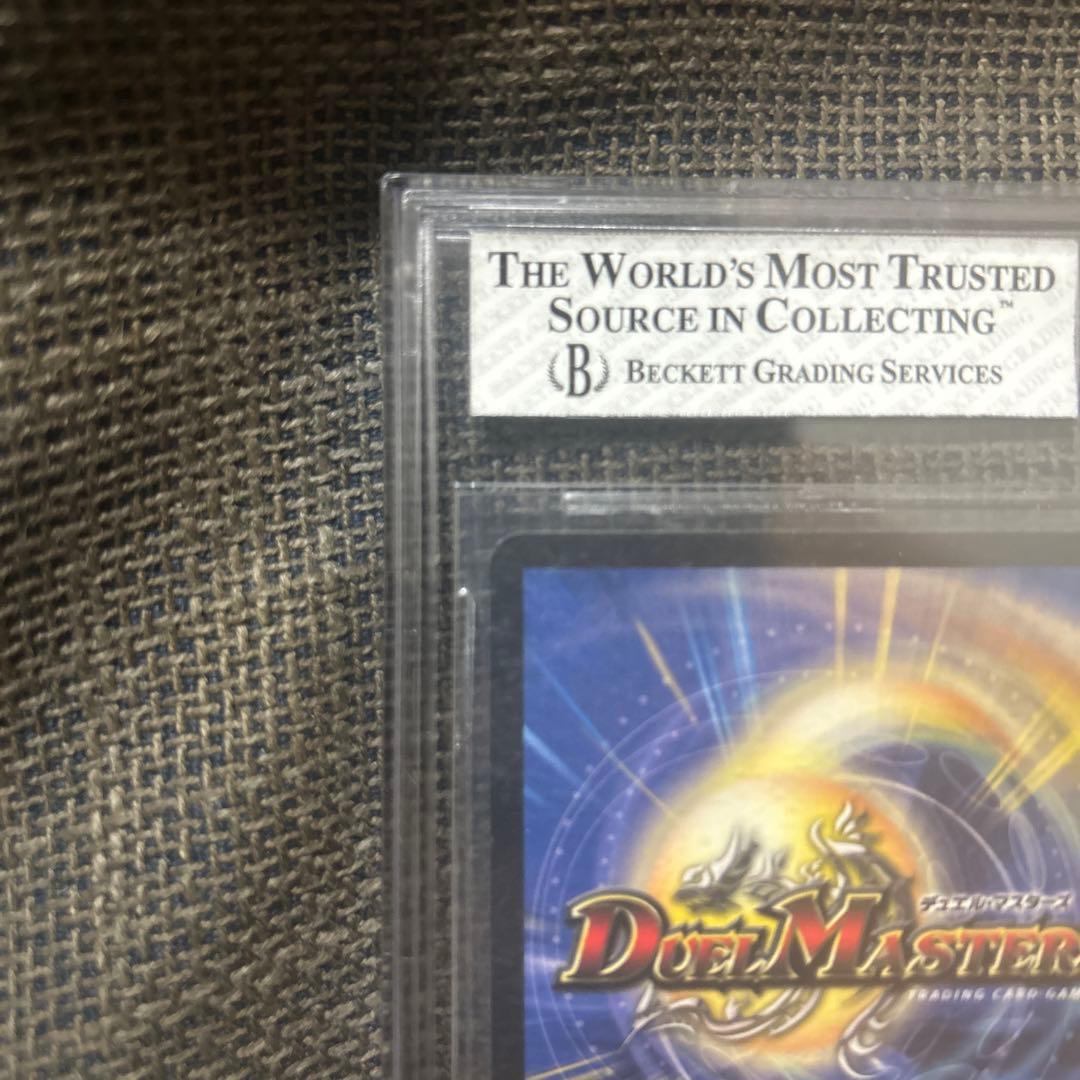 THE WORLD'S MOST TRUSTED
SOURCE IN COLLECTING™
B BECKETT GRADING SERVICES
デュエル・マスターズ
DUEL MASTER
TRADING CARD GAM